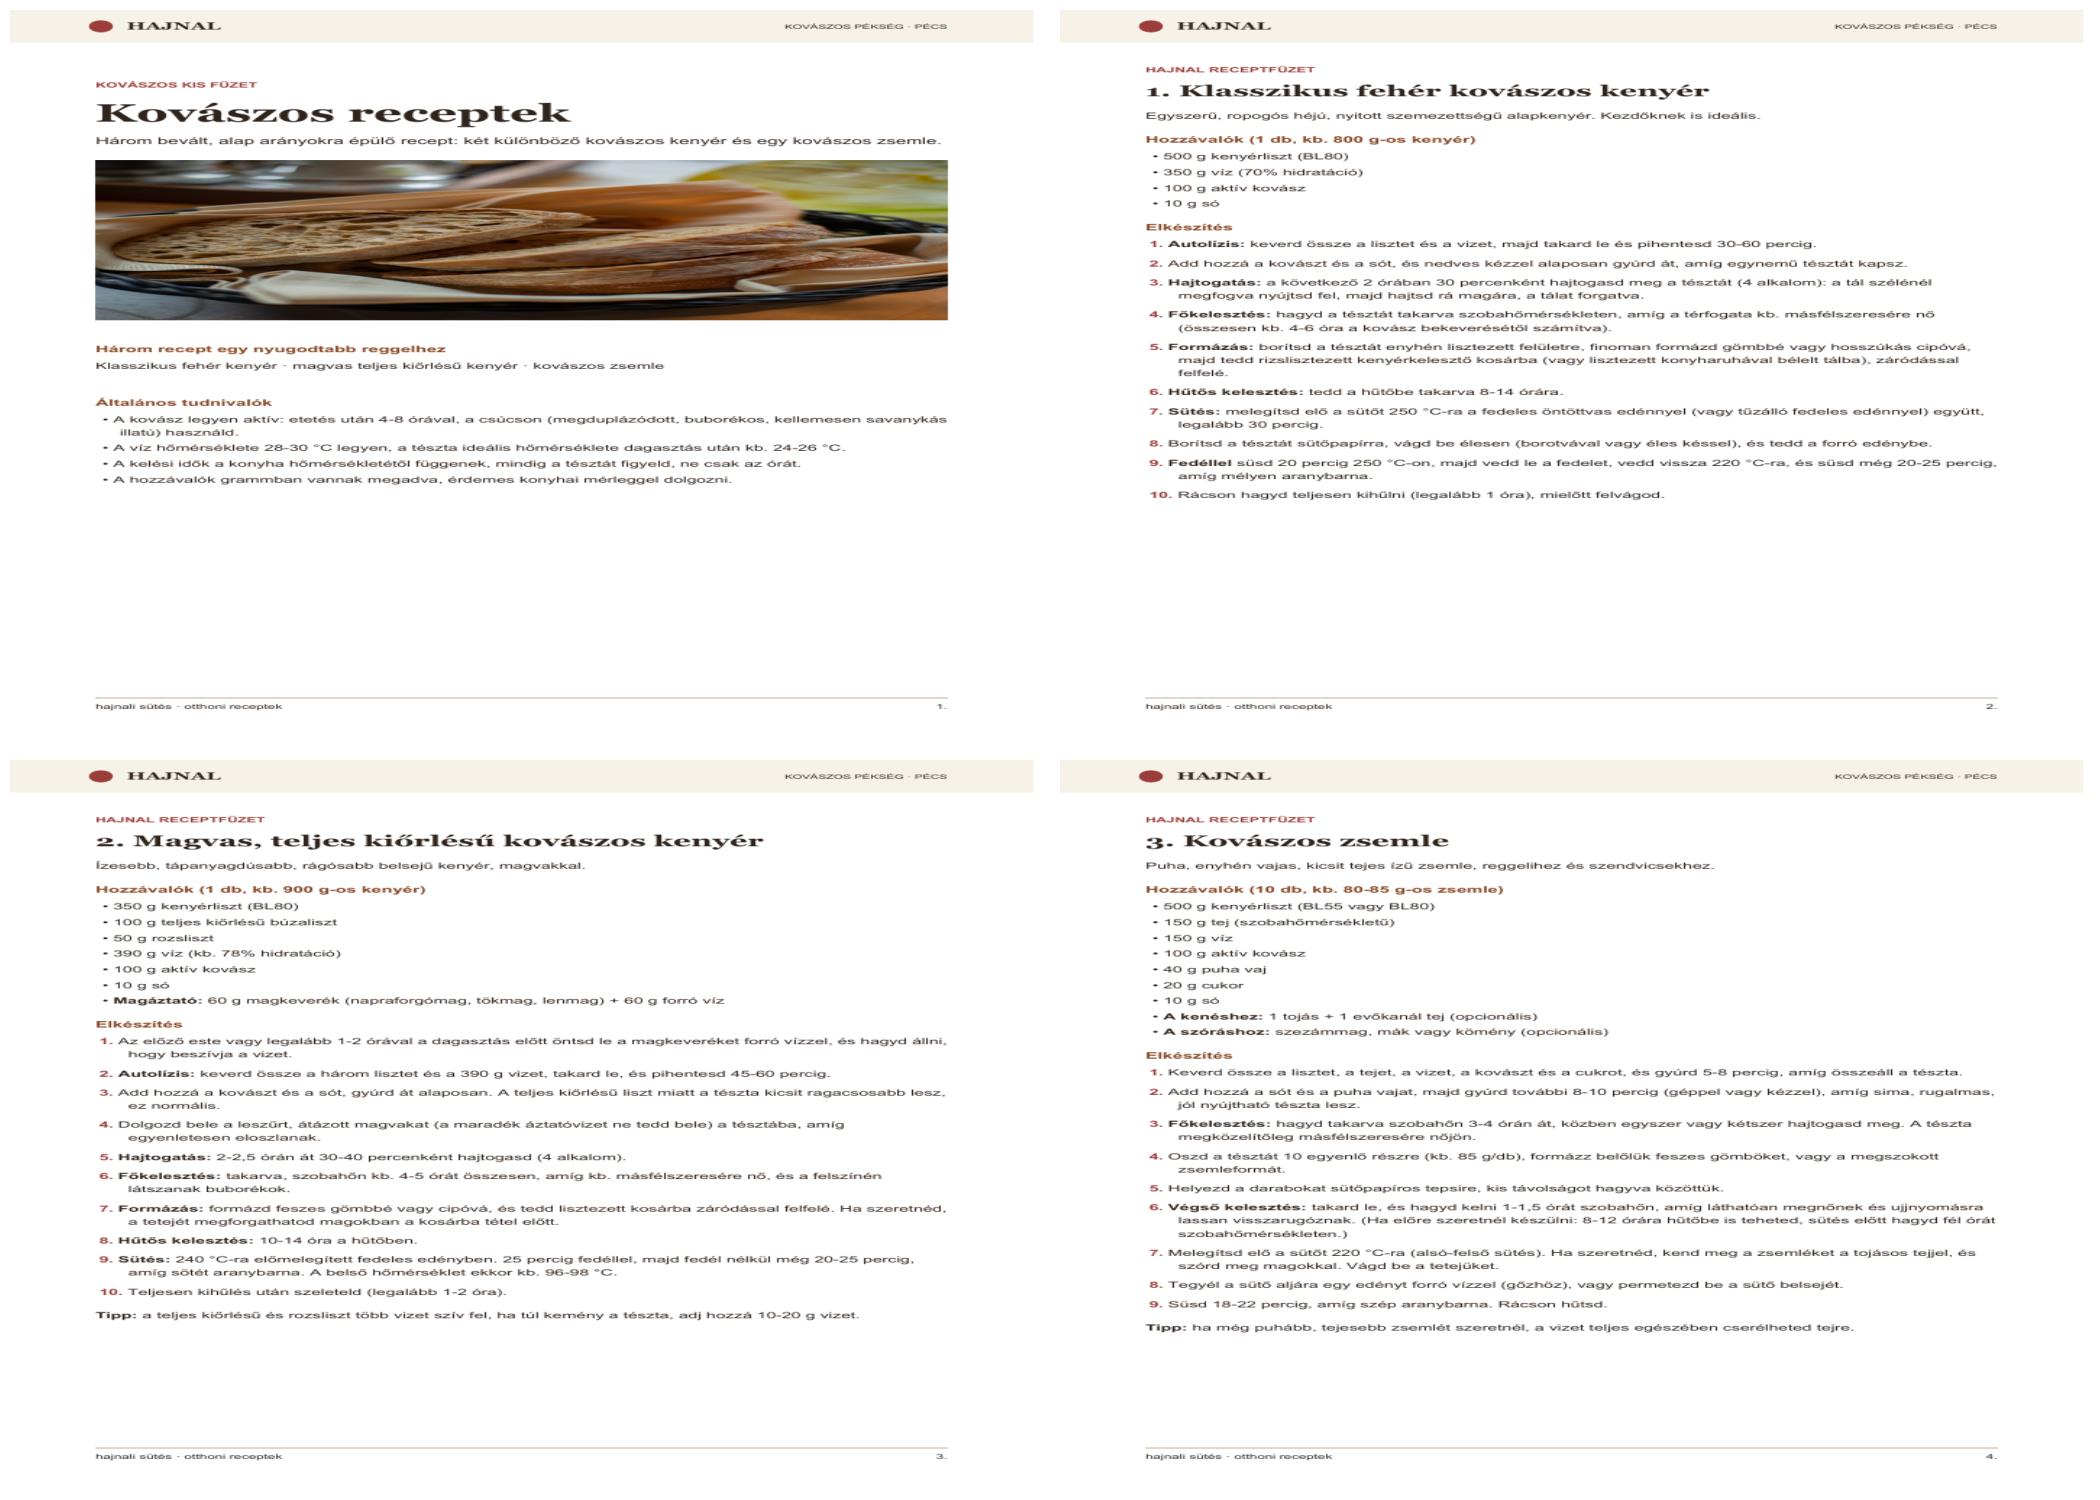 HAJNAL
KOVÁSZOS PÉKSÉG · PÉCS
KOVÁSZOS KIS FÜZET
Kovászos receptek
Három bevált, alap arányokra épülő recept: két különböző kovászos kenyér és egy kovászos zsemle.
Három recept egy nyugodtabb reggelhez
Klasszikus fehér kenyér · magvas teljes kiőrlésű kenyér · kovászos zsemle
Általános tudnivalók
• A kovász legyen aktív: etetés után 4-8 órával, a csúcson (megduplázódott, buborékos, kellemesen savanykás
illatú) használd.
• A víz hőmérséklete 28-30 °C legyen, a tészta ideális hőmérséklete dagasztás után kb. 24-26 °C.
• A kelési idők a konyha hőmérsékletétől függenek, mindig a tésztát figyeld, ne csak az órát.
• A hozzávalók grammban vannak megadva, érdemes konyhai mérleggel dolgozni.
hajnali sütés · otthoni receptek
1.
HAJNAL
KOVÁSZOS PÉKSÉG · PÉCS
HAJNAL RECEPTFÜZET
1. Klasszikus fehér kovászos kenyér
Egyszerű, ropogós héjú, nyitott szemezettségű alapkenyér. Kezdőknek is ideális.
Hozzávalók (1 db, kb. 800 g-os kenyér)
• 500 g kenyérliszt (BL80)
• 350 g víz (70% hidratáció)
• 100 g aktív kovász
• 10 g só
Elkészítés
1. Autolízis: keverd össze a lisztet és a vizet, majd takard le és pihentesd 30-60 percig.
2. Add hozzá a kovászt és a sót, és nedves kézzel alaposan gyúrd át, amíg egynemű tésztát kapsz.
3. Hajtogatás: a következő 2 órában 30 percenként hajtogasd meg a tésztát (4 alkalom): a tál szélénél
megfogva nyújtsd fel, majd hajtsd rá magára, a tálat forgatva.
4. Főkelesztés: hagyd a tésztát takarva szobahőmérsékleten, amíg a térfogata kb. másfélszeresére nő
(összesen kb. 4-6 óra a kovász bekeverésétől számítva).
5. Formázás: borítsd a tésztát enyhén lisztezett felületre, finoman formázd gömbbé vagy hosszúkás cipóvá,
majd tedd rizslisztezett kenyérkelesztő kosárba (vagy lisztezett konyharuhával bélelt tálba), záródással
felfelé.
6. Hűtős kelesztés: tedd a hűtőbe takarva 8-14 órára.
7. Sütés: melegítsd elő a sütőt 250 °C-ra a fedeles öntöttvas edénnyel (vagy tűzálló fedeles edénnyel) együtt,
legalább 30 percig.
8. Borítsd a tésztát sütőpapírra, vágd be élesen (borotvával vagy éles késsel), és tedd a forró edénybe.
9. Fedéllel süsd 20 percig 250 °C-on, majd vedd le a fedelet, vedd vissza 220 °C-ra, és süsd még 20-25 percig,
amíg mélyen aranybarna.
10. Rácson hagyd teljesen kihűlni (legalább 1 óra), mielőtt felvágod.
hajnali sütés · otthoni receptek
2.
HAJNAL
KOVÁSZOS PÉKSÉG · PÉCS
HAJNAL RECEPTFÜZET
2. Magvas, teljes kiőrlésű kovászos kenyér
Ízesebb, tápanyagdúsabb, rágósabb belsejű kenyér, magvakkal.
Hozzávalók (1 db, kb. 900 g-os kenyér)
• 350 g kenyérliszt (BL80)
• 100 g teljes kiőrlésű búzaliszt
• 50 g rozsliszt
• 390 g víz (kb. 78% hidratáció)
• 100 g aktív kovász
• 10 g só
• Magáztató: 60 g magkeverék (napraforgómag, tökmag, lenmag) + 60 g forró víz
Elkészítés
1. Az előző este vagy legalább 1-2 órával a dagasztás előtt öntsd le a magkeveréket forró vízzel, és hagyd állni,
hogy beszívja a vizet.
2. Autolízis: keverd össze a három lisztet és a 390 g vizet, takard le, és pihentesd 45-60 percig.
3. Add hozzá a kovászt és a sót, gyúrd át alaposan. A teljes kiőrlésű liszt miatt a tészta kicsit ragacsosabb lesz,
ez normális.
4. Dolgozd bele a leszűrt, átázott magvakat (a maradék áztatóvizet ne tedd bele) a tésztába, amíg
egyenletesen eloszlanak.
5. Hajtogatás: 2-2,5 órán át 30-40 percenként hajtogasd (4 alkalom).
6. Főkelesztés: takarva, szobahőn kb. 4-5 órát összesen, amíg kb. másfélszeresére nő, és a felszínén
látszanak buborékok.
7. Formázás: formázd feszes gömbbé vagy cipóvá, és tedd lisztezett kosárba záródással felfelé. Ha szeretnéd,
a tetejét megforgathatod magokban a kosárba tétel előtt.
8. Hűtős kelesztés: 10-14 óra a hűtőben.
9. Sütés: 240 °C-ra előmelegített fedeles edényben. 25 percig fedéllel, majd fedél nélkül még 20-25 percig,
amíg sötét aranybarna. A belső hőmérséklet ekkor kb. 96-98 °C.
10. Teljesen kihűlés után szeleteld (legalább 1-2 óra).
Tipp: a teljes kiőrlésű és rozsliszt több vizet szív fel, ha túl kemény a tészta, adj hozzá 10-20 g vizet.
hajnali sütés · otthoni receptek
3.
HAJNAL
KOVÁSZOS PÉKSÉG · PÉCS
HAJNAL RECEPTFÜZET
3. Kovászos zsemle
Puha, enyhén vajas, kicsit tejes ízű zsemle, reggelihez és szendvicsekhez.
Hozzávalók (10 db, kb. 80-85 g-os zsemle)
• 500 g kenyérliszt (BL55 vagy BL80)
• 150 g tej (szobahőmérsékletű)
• 150 g víz
• 100 g aktív kovász
• 40 g puha vaj
• 20 g cukor
• 10 g só
• A kenéshez: 1 tojás + 1 evőkanál tej (opcionális)
• A szóráshoz: szezámmag, mák vagy kömény (opcionális)
Elkészítés
1. Keverd össze a lisztet, a tejet, a vizet, a kovászt és a cukrot, és gyúrd 5-8 percig, amíg összeáll a tészta.
2. Add hozzá a sót és a puha vajat, majd gyúrd további 8-10 percig (géppel vagy kézzel), amíg sima, rugalmas,
jól nyújtható tészta lesz.
3. Főkelesztés: hagyd takarva szobahőn 3-4 órán át, közben egyszer vagy kétszer hajtogasd meg. A tészta
megközelítőleg másfélszeresére nőjön.
4. Oszd a tésztát 10 egyenlő részre (kb. 85 g/db), formázz belőlük feszes gömböket, vagy a megszokott
zsemleformát.
5. Helyezd a darabokat sütőpapíros tepsire, kis távolságot hagyva közöttük.
6. Végső kelesztés: takard le, és hagyd kelni 1-1,5 órát szobahőn, amíg láthatóan megnőnek és ujjnyomásra
lassan visszarugóznak. (Ha előre szeretnél készülni: 8-12 órára hűtőbe is teheted, sütés előtt hagyd fél órát
szobahőmérsékleten.)
7. Melegítsd elő a sütőt 220 °C-ra (alsó-felső sütés). Ha szeretnéd, kend meg a zsemléket a tojásos tejjel, és
szórd meg magokkal. Vágd be a tetejüket.
8. Tegyél a sütő aljára egy edényt forró vízzel (gőzhöz), vagy permetezd be a sütő belsejét.
9. Süsd 18-22 percig, amíg szép aranybarna. Rácson hűtsd.
Tipp: ha még puhább, tejesebb zsemlét szeretnél, a vizet teljes egészében cserélheted tejre.
hajnali sütés · otthoni receptek
4.